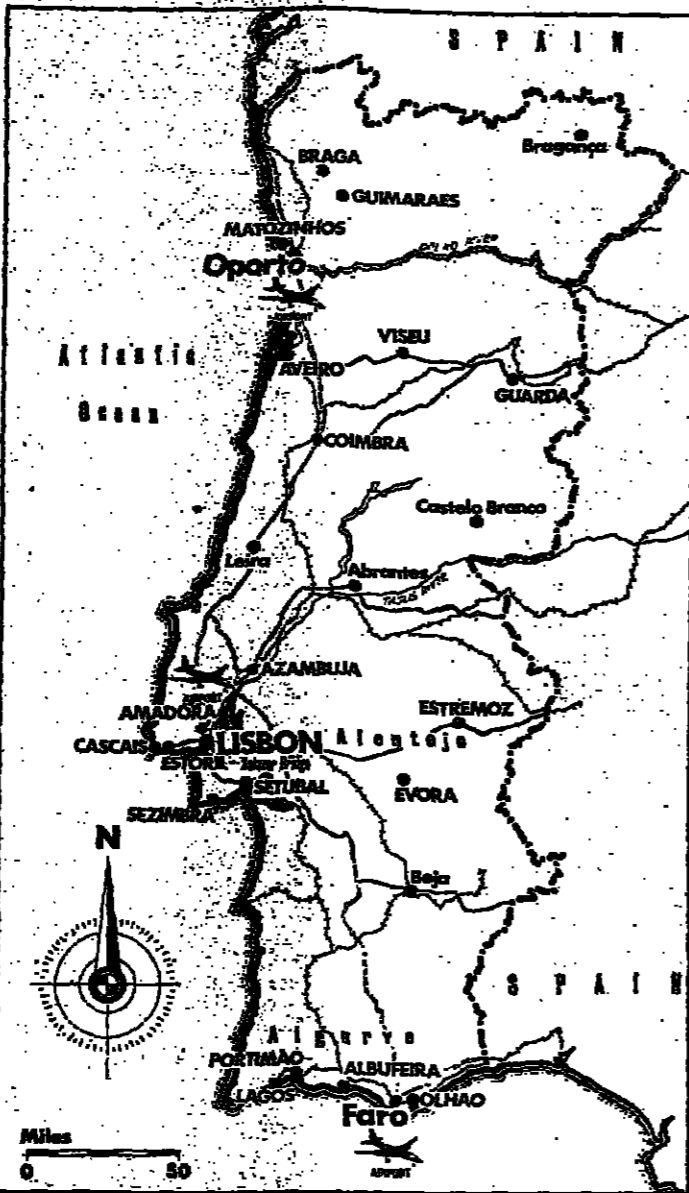 SPAIN
BRAGA
Bragança
GUIMARAES
MATOZINHOS
Oporto
Atlantic
Ocean
VISEU
AVEIRO
GUARDA
COIMBRA
Castelo Branco
Leiria
Abrantes
TAJUS RIVER
AZAMBUJA
AMADORA
ESTREMOZ
CASCAIS
LISBON
Alentejo
ESTORIL
SETUBAL
EVORA
SEZIMBRA
N
Beja
SPAIN
Algarve
PORTIMÃO
ALBUFEIRA
LAGOS
OLHAO
Faro
AIRPORT
Miles
0 50